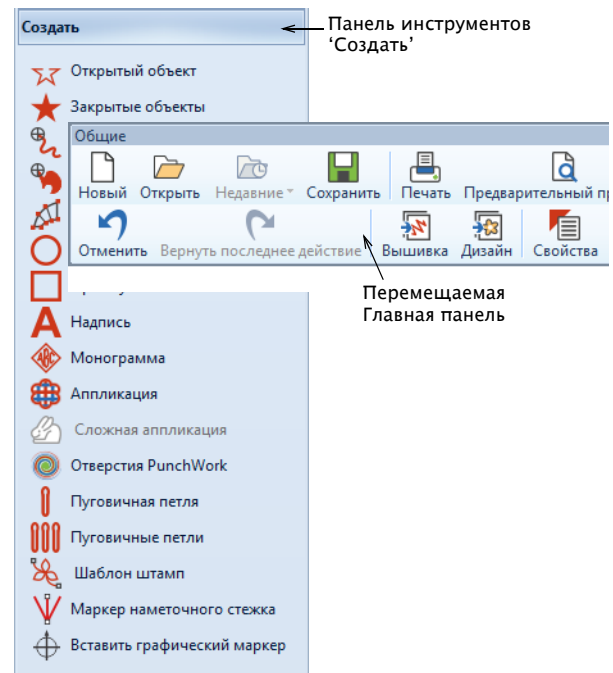 Создать
Панель инструментов
‘Создать’
Открытый объект
Закрытые объекты
Общие
Новый Открыть Недавние Сохранить Печать Предварительный
Отменить Вернуть последнее действие Вышивка Дизайн Свойства
Перемещаемая
Главная панель
Надпись
Монограмма
Аппликация
Сложная аппликация
Отверстия PunchWork
Пуговичная петля
Пуговичные петли
Шаблон штамп
Маркер наметочного стежка
Вставить графический маркер